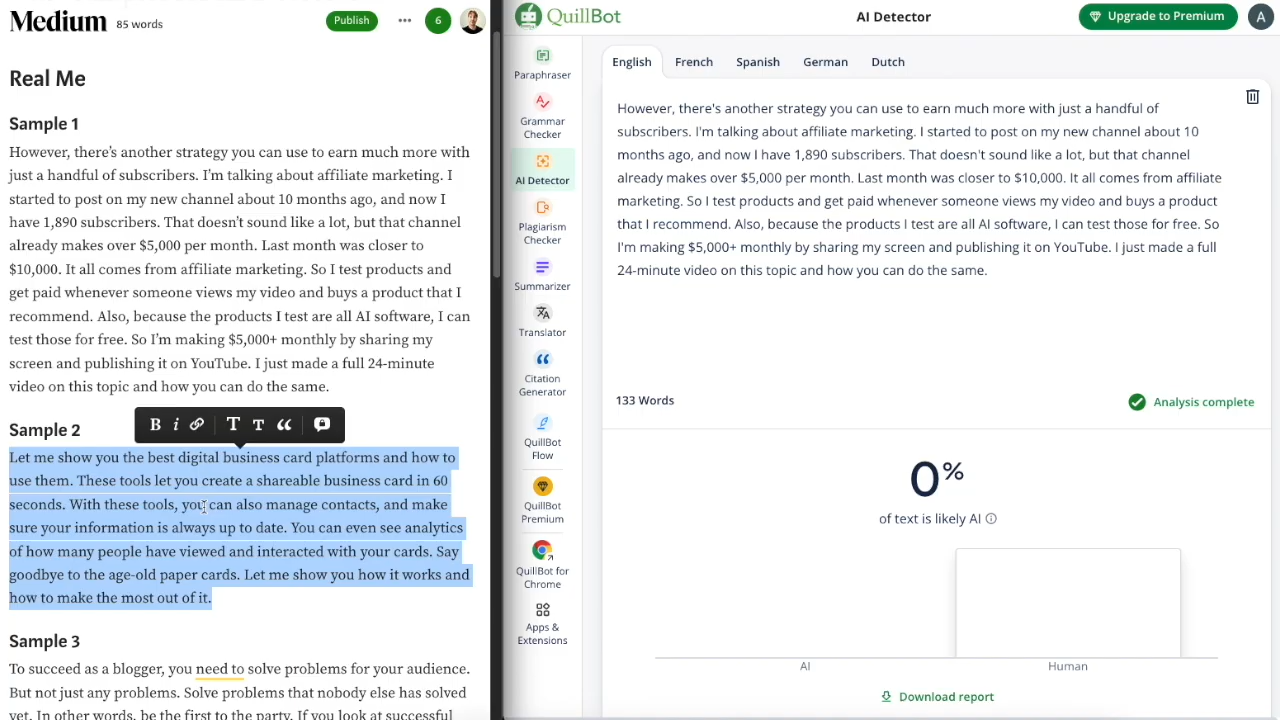 Medium
85 words
Publish
6
Real Me
Sample 1
However, there’s another strategy you can use to earn much more with
just a handful of subscribers. I’m talking about affiliate marketing. I
started to post on my new channel about 10 months ago, and now I
have 1,890 subscribers. That doesn’t sound like a lot, but that channel
already makes over $5,000 per month. Last month was closer to
$10,000. It all comes from affiliate marketing. So I test products and
get paid whenever someone views my video and buys a product that I
recommend. Also, because the products I test are all AI software, I can
test those for free. So I’m making $5,000+ monthly by sharing my
screen and publishing it on YouTube. I just made a full 24-minute
video on this topic and how you can do the same.
Sample 2
B i T T
Let me show you the best digital business card platforms and how to
use them. These tools let you create a shareable business card in 60
seconds. With these tools, you can also manage contacts, and make
sure your information is always up to date. You can even see analytics
of how many people have viewed and interacted with your cards. Say
goodbye to the age-old paper cards. Let me show you how it works and
how to make the most out of it.
Sample 3
To succeed as a blogger, you need to solve problems for your audience.
But not just any problems. Solve problems that nobody else has solved
yet. In other words, be the first to the party. If you look at successful
QuillBot
AI Detector
Upgrade to Premium
A
Paraphraser
Grammar
Checker
AI Detector
Plagiarism
Checker
Summarizer
Translator
Citation
Generator
QuillBot
Flow
QuillBot
Premium
QuillBot for
Chrome
Apps &
Extensions
English
French
Spanish
German
Dutch
However, there's another strategy you can use to earn much more with just a handful of
subscribers. I'm talking about affiliate marketing. I started to post on my new channel about 10
months ago, and now I have 1,890 subscribers. That doesn't sound like a lot, but that channel
already makes over $5,000 per month. Last month was closer to $10,000. It all comes from affiliate
marketing. So I test products and get paid whenever someone views my video and buys a product
that I recommend. Also, because the products I test are all AI software, I can test those for free. So
I'm making $5,000+ monthly by sharing my screen and publishing it on YouTube. I just made a full
24-minute video on this topic and how you can do the same.
133 Words
Analysis complete
0%
of text is likely AI
AI
Human
Download report